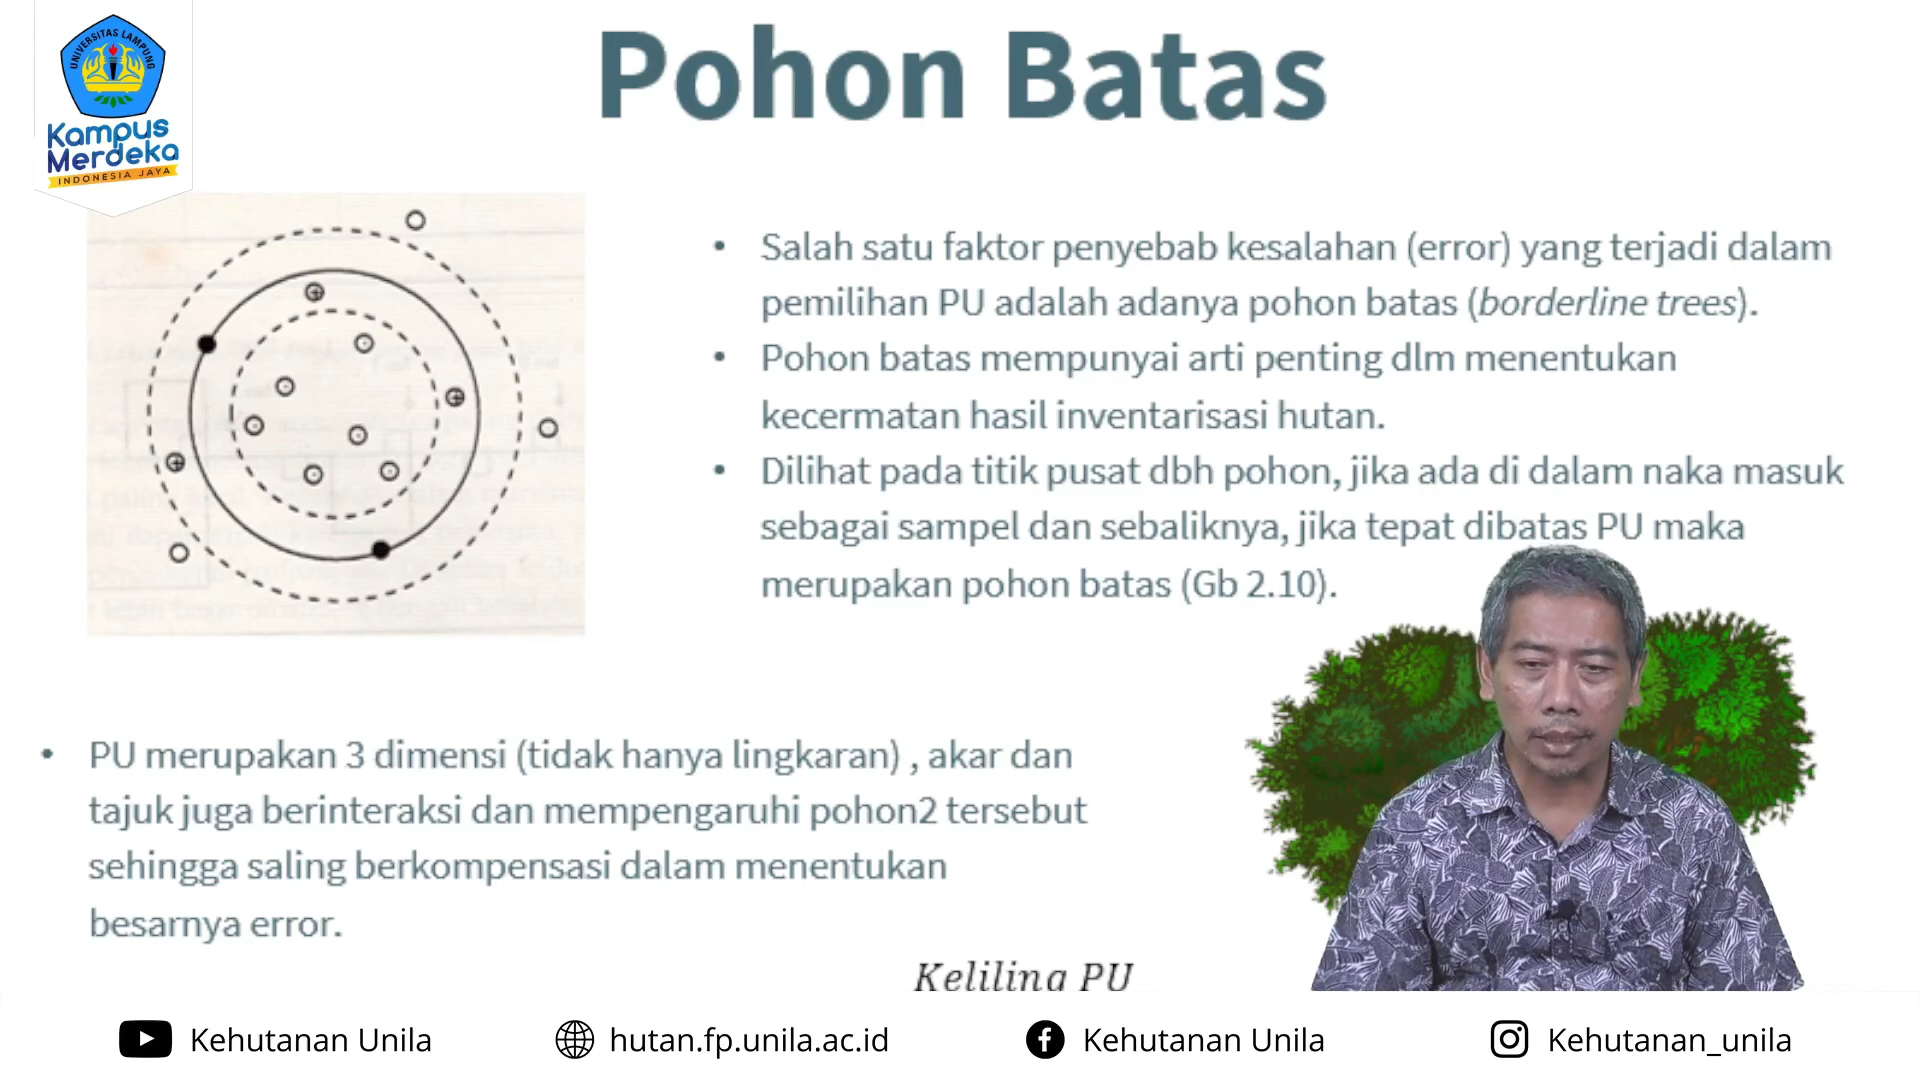 UNIVERSITAS LAMPUNG
Kampus
Merdeka
INDONESIA JAYA
Pohon Batas
• Salah satu faktor penyebab kesalahan (error) yang terjadi dalam
pemilihan PU adalah adanya pohon batas (borderline trees).
• Pohon batas mempunyai arti penting dlm menentukan
kecermatan hasil inventarisasi hutan.
• Dilihat pada titik pusat dbh pohon, jika ada di dalam naka masuk
sebagai sampel dan sebaliknya, jika tepat dibatas PU maka
merupakan pohon batas (Gb 2.10).
• PU merupakan 3 dimensi (tidak hanya lingkaran) , akar dan
tajuk juga berinteraksi dan mempengaruhi pohon2 tersebut
sehingga saling berkompensasi dalam menentukan
besarnya error.
Keliling PU
Kehutanan Unila
hutan.fp.unila.ac.id
Kehutanan Unila
Kehutanan_unila